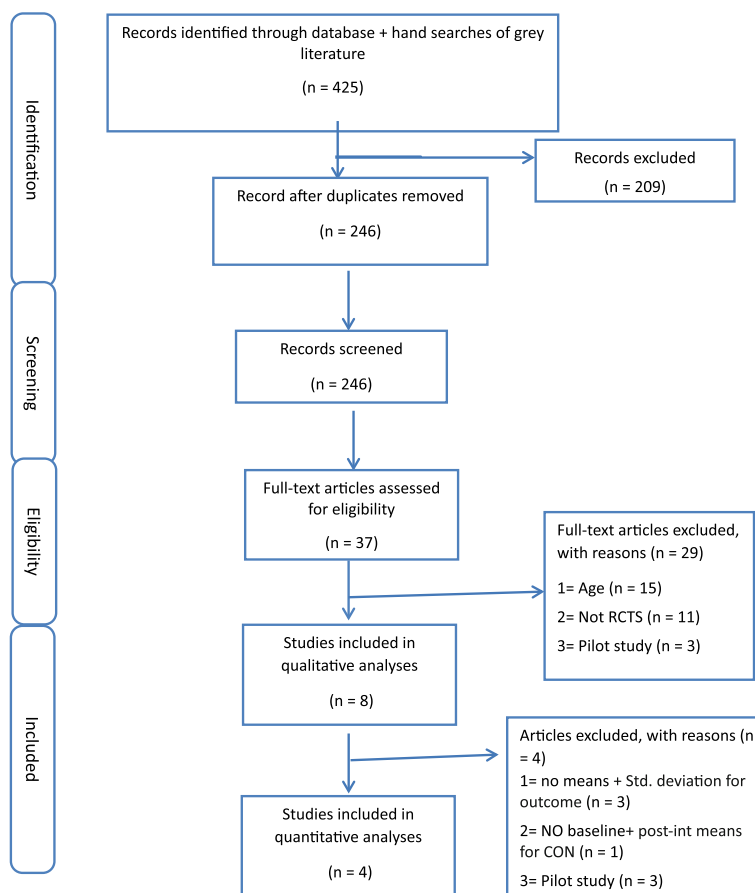 Records identified through database + hand searches of grey
literature
(n = 425)
Records excluded
(n = 209)
Record after duplicates removed
(n = 246)
Identification
Records screened
(n = 246)
Screening
Full-text articles assessed
for eligibility
(n = 37)
Eligibility
Full-text articles excluded,
with reasons (n = 29)
1= Age (n = 15)
2= Not RCTS (n = 11)
3= Pilot study (n = 3)
Studies included in
qualitative analyses
(n = 8)
Included
Articles excluded, with reasons (n
= 4)
1= no means + Std. deviation for
outcome (n = 3)
2= NO baseline+ post-int means
for CON (n = 1)
3= Pilot study (n = 3)
Studies included in
quantitative analyses
(n = 4)